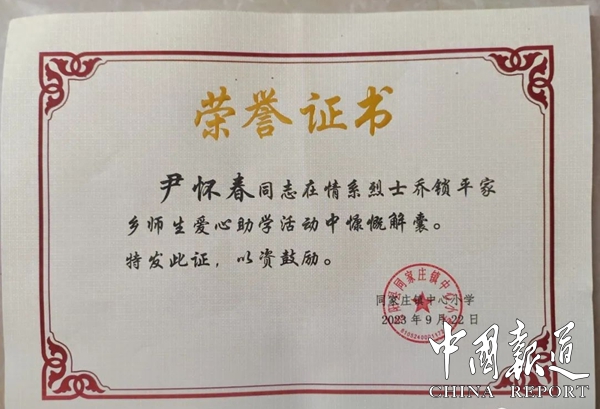 荣誉证书
尹怀春同志在情系烈士乔锁平家
乡师生爱心助学活动中慷慨解囊。
特发此证，以资鼓励。
同家庄镇中心小学
2023年9月22日
中國報道
CHINA REPORT